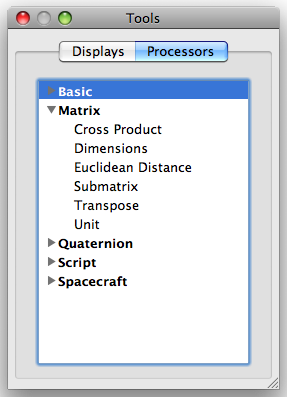 Tools
Displays Processors
Basic
Matrix
Cross Product
Dimensions
Euclidean Distance
Submatrix
Transpose
Unit
Quaternion
Script
Spacecraft